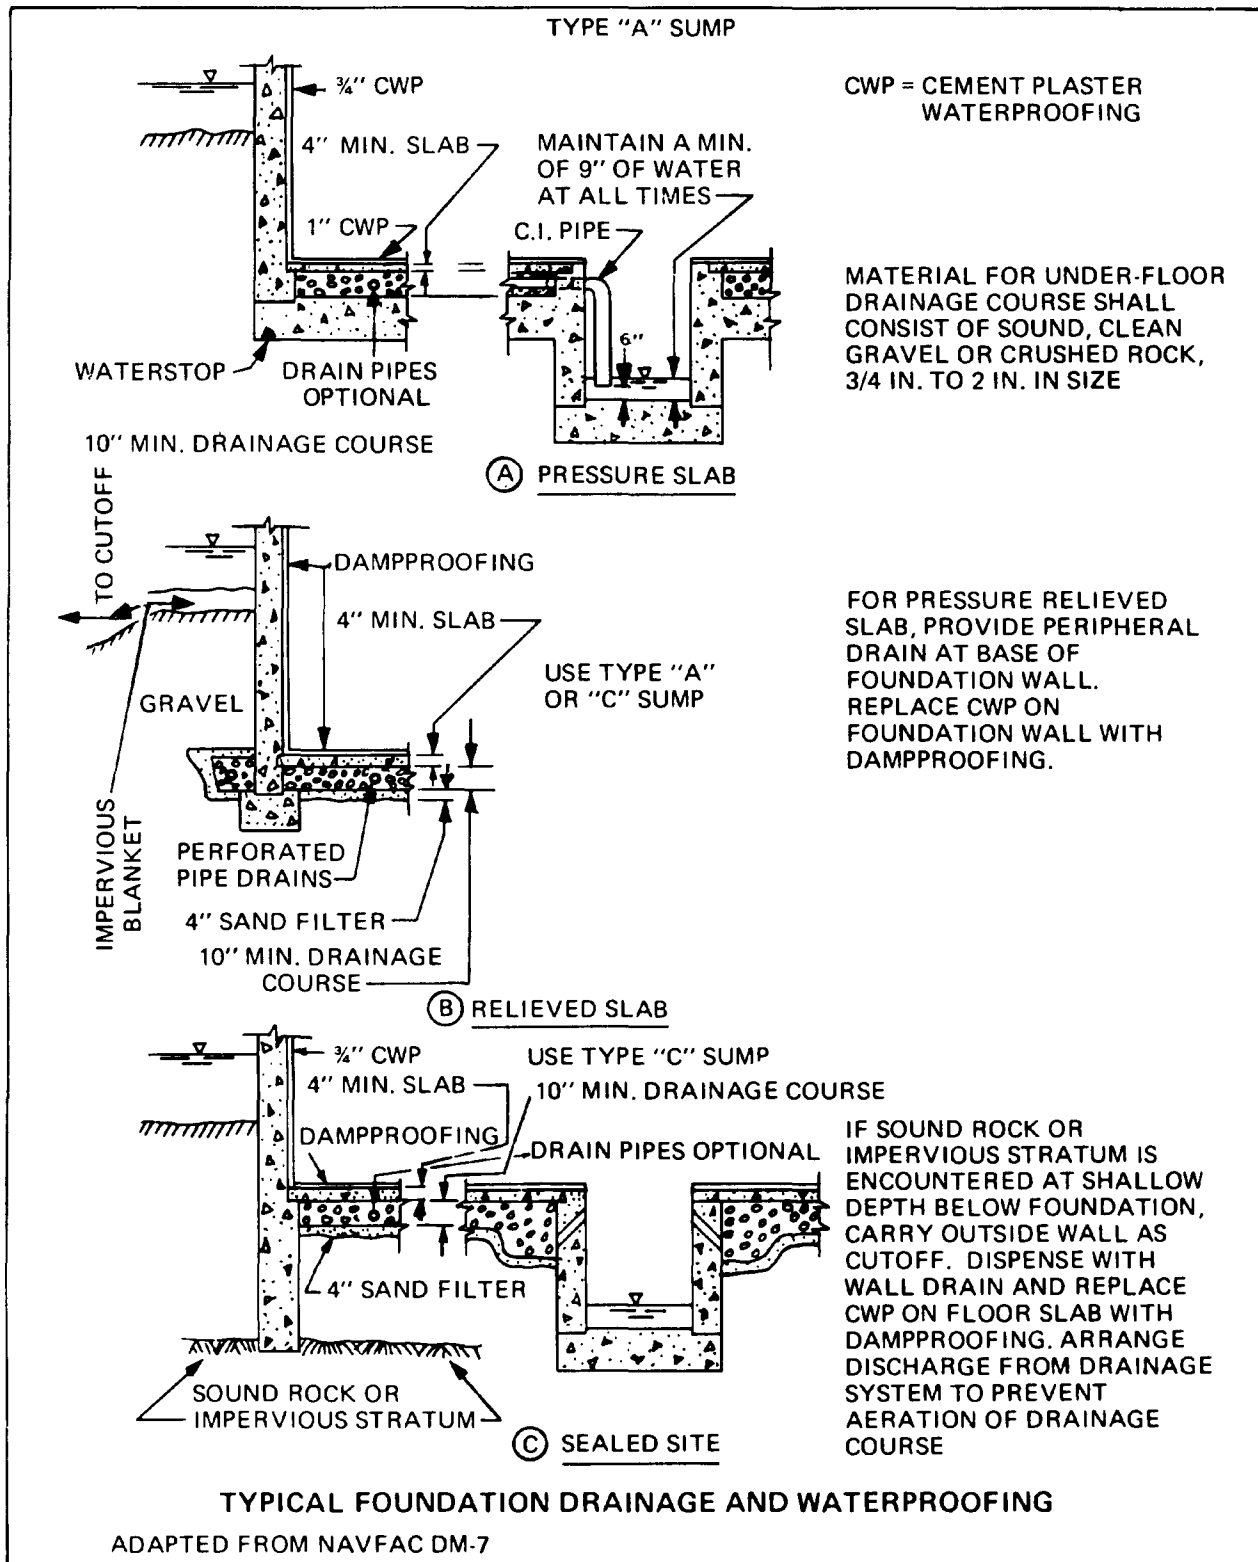 TYPE "A" SUMP
¾" CWP
CWP = CEMENT PLASTER
WATERPROOFING
4" MIN. SLAB
MAINTAIN A MIN.
OF 9" OF WATER
AT ALL TIMES
1" CWP
C.I. PIPE
MATERIAL FOR UNDER-FLOOR
DRAINAGE COURSE SHALL
CONSIST OF SOUND, CLEAN
GRAVEL OR CRUSHED ROCK,
3/4 IN. TO 2 IN. IN SIZE
6"
WATERSTOP
DRAIN PIPES
OPTIONAL
10" MIN. DRAINAGE COURSE
A PRESSURE SLAB
TO CUTOFF
DAMPPROOFING
4" MIN. SLAB
USE TYPE "A"
OR "C" SUMP
FOR PRESSURE RELIEVED
SLAB, PROVIDE PERIPHERAL
DRAIN AT BASE OF
FOUNDATION WALL.
REPLACE CWP ON
FOUNDATION WALL WITH
DAMPPROOFING.
GRAVEL
IMPERVIOUS
BLANKET
PERFORATED
PIPE DRAINS
4" SAND FILTER
10" MIN. DRAINAGE
COURSE
B RELIEVED SLAB
¾" CWP
USE TYPE "C" SUMP
4" MIN. SLAB
10" MIN. DRAINAGE COURSE
DAMPPROOFING
DRAIN PIPES OPTIONAL
IF SOUND ROCK OR
IMPERVIOUS STRATUM IS
ENCOUNTERED AT SHALLOW
DEPTH BELOW FOUNDATION,
CARRY OUTSIDE WALL AS
CUTOFF. DISPENSE WITH
WALL DRAIN AND REPLACE
CWP ON FLOOR SLAB WITH
DAMPPROOFING. ARRANGE
DISCHARGE FROM DRAINAGE
SYSTEM TO PREVENT
AERATION OF DRAINAGE
COURSE
4" SAND FILTER
SOUND ROCK OR
IMPERVIOUS STRATUM
C SEALED SITE
TYPICAL FOUNDATION DRAINAGE AND WATERPROOFING
ADAPTED FROM NAVFAC DM-7